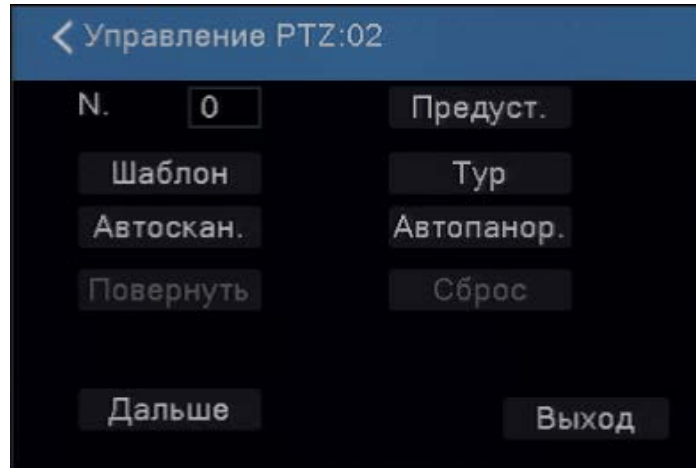 Управление PTZ:02
N. 0 Предуст.
Шаблон Тур
Автоскан. Автопанор.
Повернуть Сброс
Дальше Выход